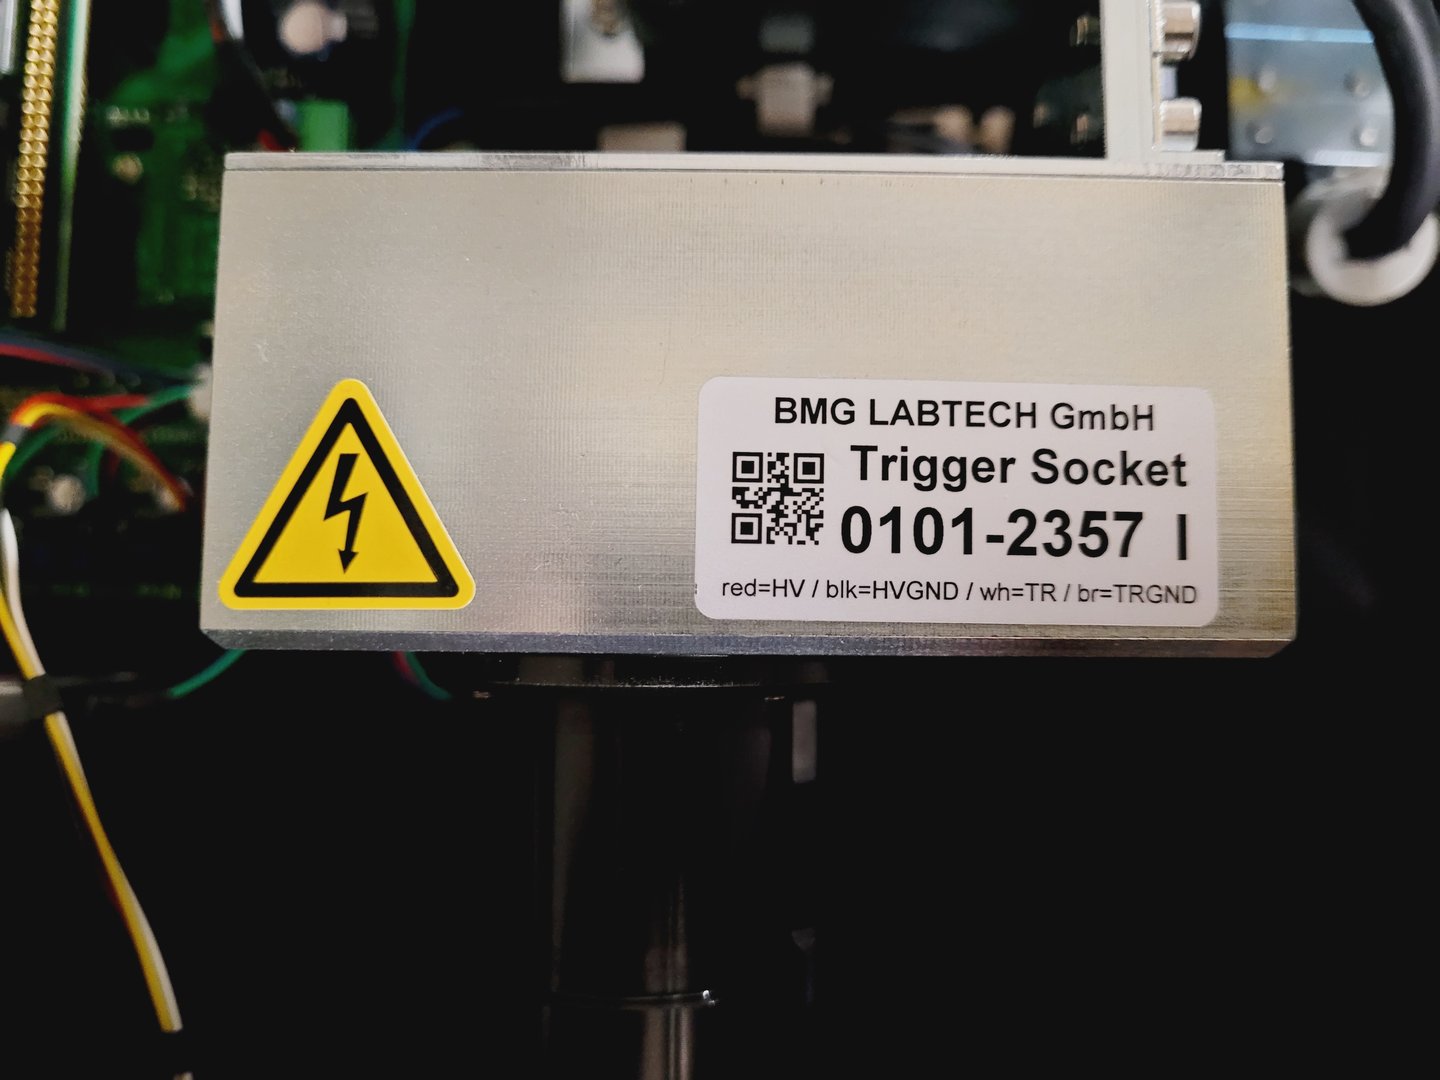 BMG LABTECH GmbH
Trigger Socket
0101-2357 I
red=HV / blk=HVGND / wh=TR / br=TRGND